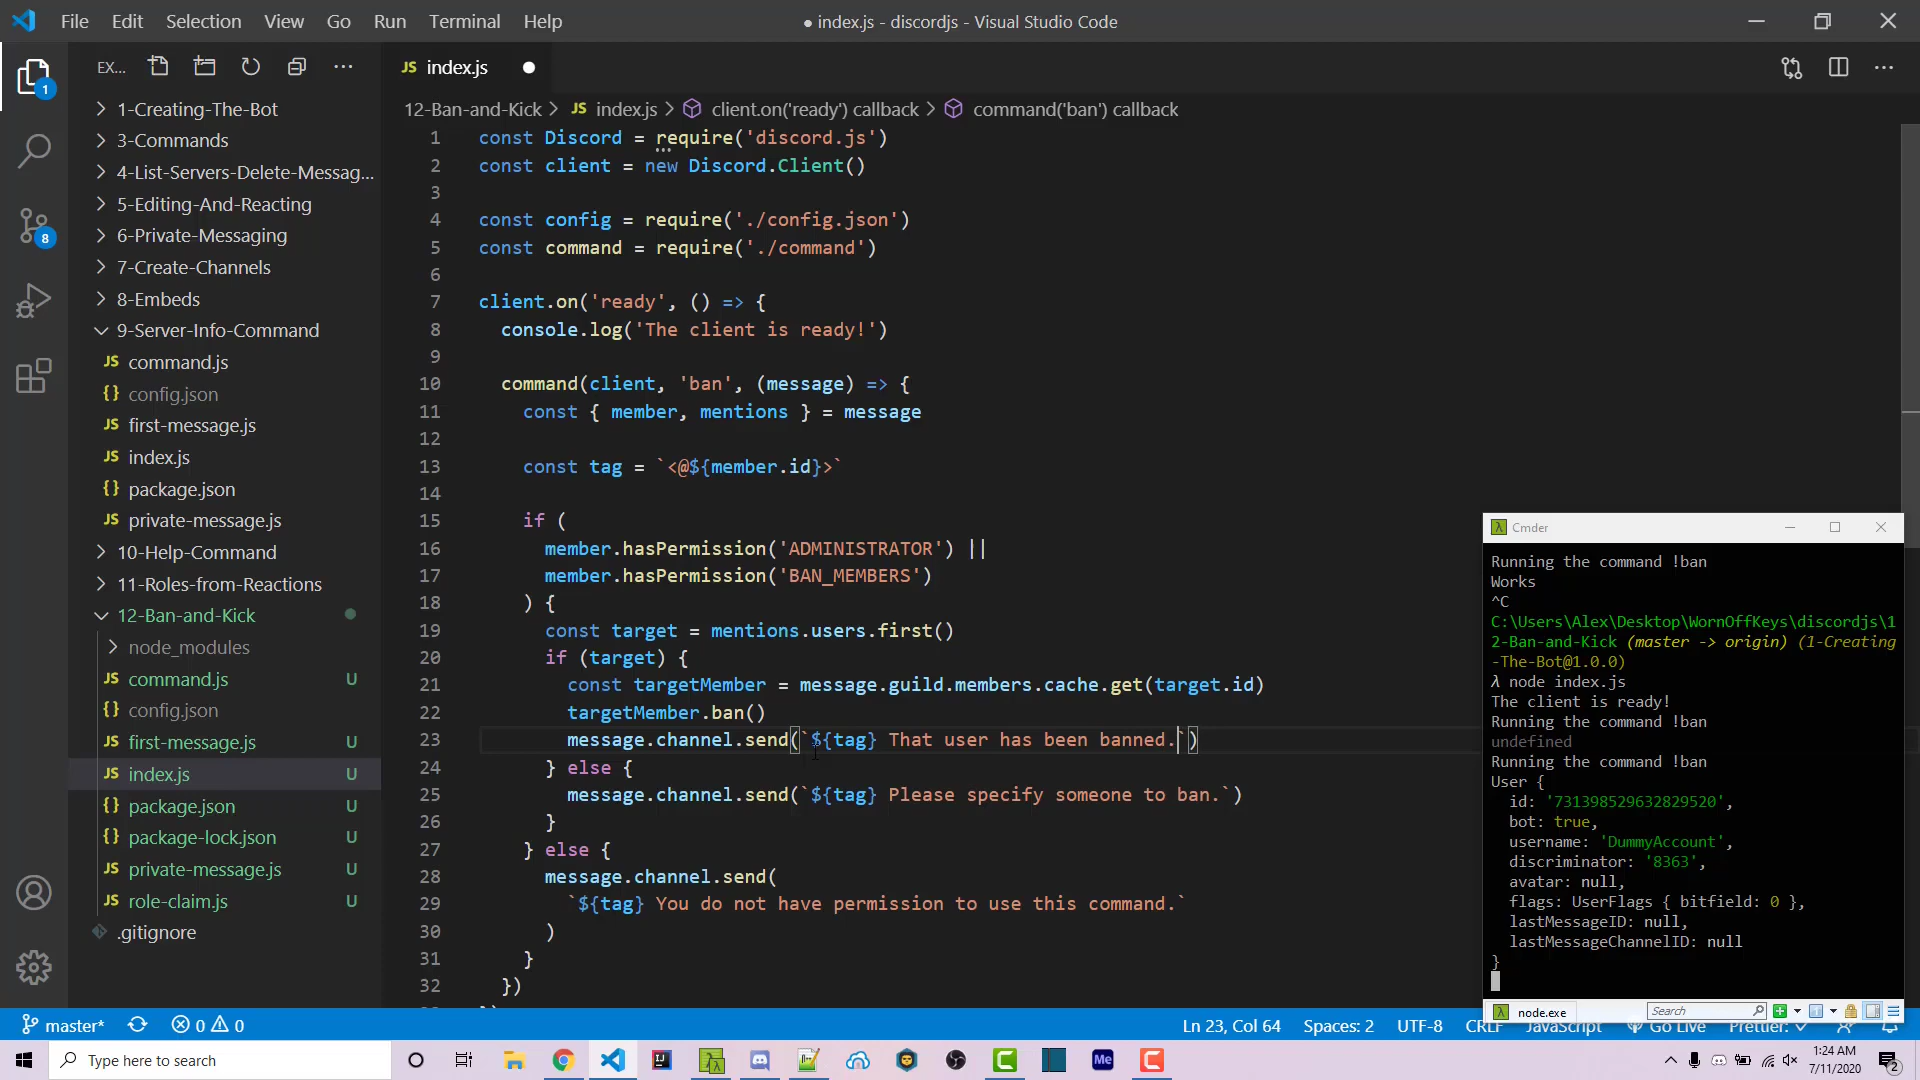 File Edit Selection View Go Run Terminal Help
● index.js - discordjs - Visual Studio Code
EX...
JS index.js
12-Ban-and-Kick > JS index.js > client.on('ready') callback > command('ban') callback
1-Creating-The-Bot
3-Commands
4-List-Servers-Delete-Messag...
5-Editing-And-Reacting
6-Private-Messaging
7-Create-Channels
8-Embeds
9-Server-Info-Command
JS command.js
{} config.json
JS first-message.js
JS index.js
{} package.json
JS private-message.js
10-Help-Command
11-Roles-from-Reactions
12-Ban-and-Kick
node_modules
JS command.js U
{} config.json
JS first-message.js U
JS index.js U
{} package.json U
{} package-lock.json U
JS private-message.js U
JS role-claim.js U
.gitignore
1
8
1 const Discord = require('discord.js')
2 const client = new Discord.Client()
3
4 const config = require('./config.json')
5 const command = require('./command')
6
7 client.on('ready', () => {
8 console.log('The client is ready!')
9
10 command(client, 'ban', (message) => {
11 const { member, mentions } = message
12
13 const tag = `<@${member.id}>`
14
15 if (
16 member.hasPermission('ADMINISTRATOR') ||
17 member.hasPermission('BAN_MEMBERS')
18 ) {
19 const target = mentions.users.first()
20 if (target) {
21 const targetMember = message.guild.members.cache.get(target.id)
22 targetMember.ban()
23 message.channel.send(`${tag} That user has been banned.`)
24 } else {
25 message.channel.send(`${tag} Please specify someone to ban.`)
26 }
27 } else {
28 message.channel.send(
29 `${tag} You do not have permission to use this command.`
30 )
31 }
32 })
Cmder
Running the command !ban
Works
^C
C:\Users\Alex\Desktop\WornOffKeys\discordjs\1
2-Ban-and-Kick (master -> origin) (1-Creating
-The-Bot@1.0.0)
λ node index.js
The client is ready!
Running the command !ban
undefined
Running the command !ban
User {
id: '731398529632829520',
bot: true,
username: 'DummyAccount',
discriminator: '8363',
avatar: null,
flags: UserFlags { bitfield: 0 },
lastMessageID: null,
lastMessageChannelID: null
}
node.exe
Search
master* 0 0
Ln 23, Col 64 Spaces: 2 UTF-8 CRLF JavaScript Go Live Prettier: ✓
Type here to search
Me
1:24 AM
7/11/2020
2